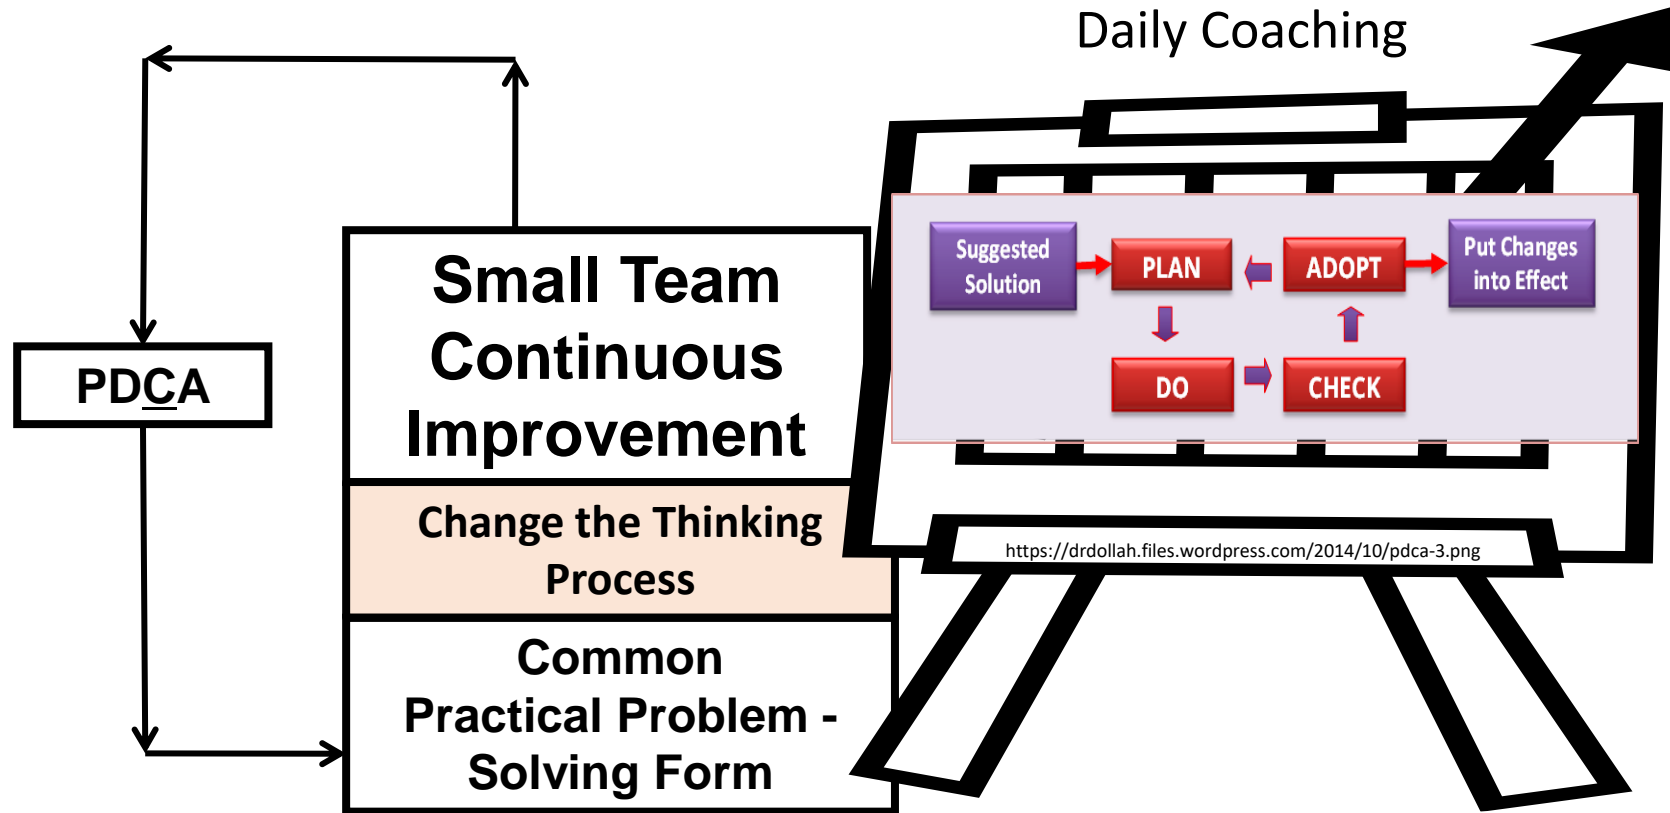 Daily Coaching
Suggested
Solution
PLAN
ADOPT
Put Changes
into Effect
DO
CHECK
https://drdollah.files.wordpress.com/2014/10/pdca-3.png
PDCA
Small Team
Continuous
Improvement
Change the Thinking
Process
Common
Practical Problem -
Solving Form